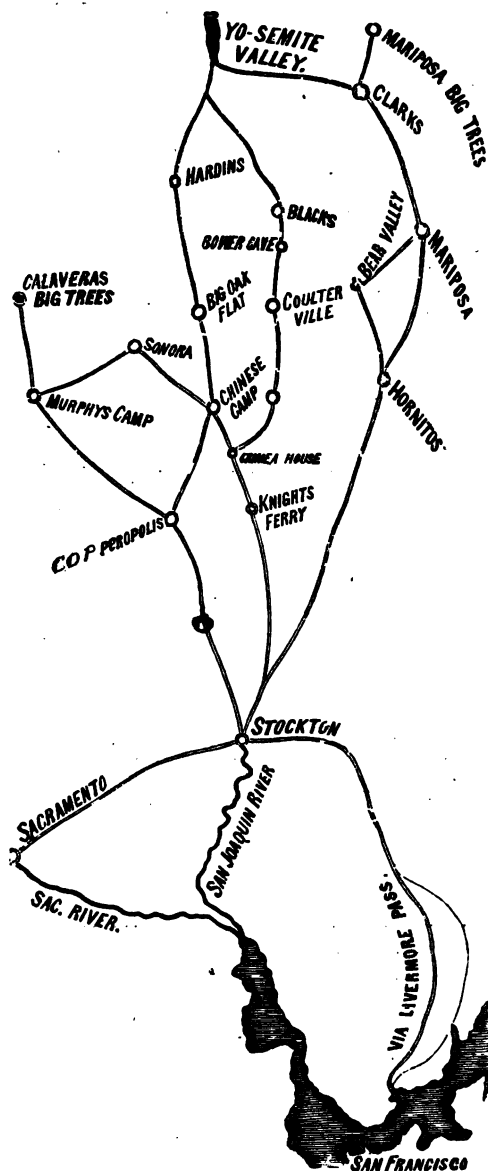 YO-SEMITE
VALLEY.
MARIPOSA BIG TREES
CLARKS
HARDINS
BLACKS
BOWER CAVE
BEAR VALLEY
MARIPOSA
CALAVERAS
BIG TREES
BIG OAK
FLAT
COULTER
VILLE
SONORA
CHINESE
CAMP
MURPHYS CAMP
HORNITOS
CRIMEA HOUSE
KNIGHTS
FERRY
COPPEROPOLIS
STOCKTON
SACRAMENTO
SAN JOAQUIN RIVER
SAC. RIVER.
VIA LIVERMORE PASS.
SAN FRANCISCO